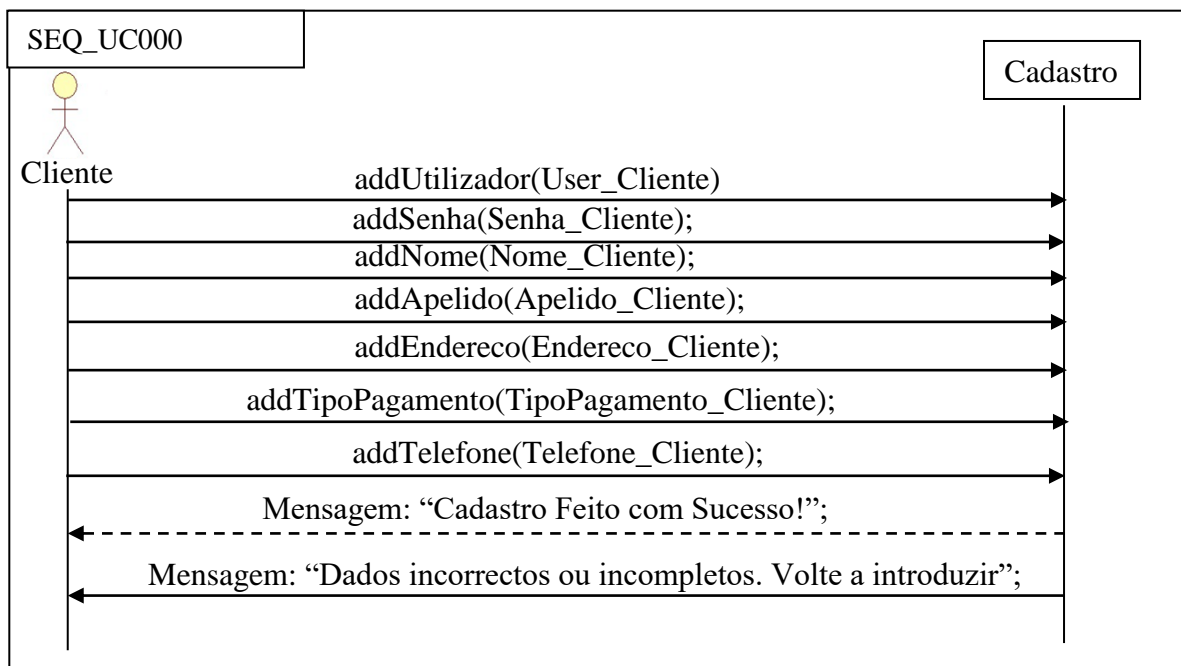 SEQ_UC000
Cadastro
Cliente
addUtilizador(User_Cliente)
addSenha(Senha_Cliente);
addNome(Nome_Cliente);
addApelido(Apelido_Cliente);
addEndereco(Endereco_Cliente);
addTipoPagamento(TipoPagamento_Cliente);
addTelefone(Telefone_Cliente);
Mensagem: “Cadastro Feito com Sucesso!”;
Mensagem: “Dados incorrectos ou incompletos. Volte a introduzir”;